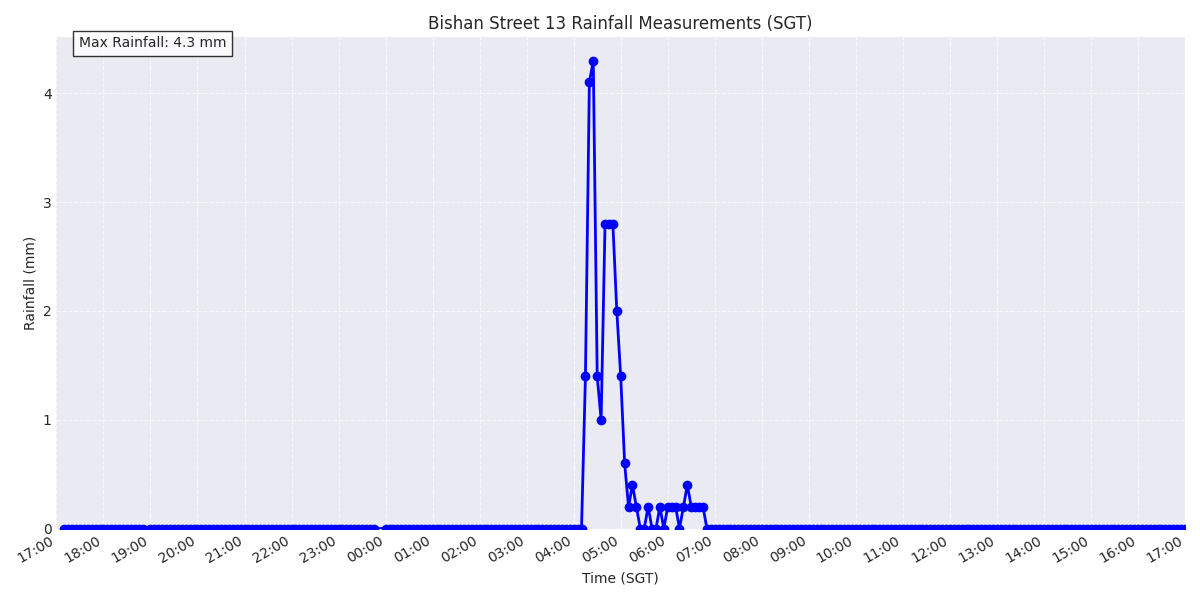 Bishan Street 13 Rainfall Measurements (SGT)
Max Rainfall: 4.3 mm
Rainfall (mm)
4
3
2
1
0
17:00 18:00 19:00 20:00 21:00 22:00 23:00 00:00 01:00 02:00 03:00 04:00 05:00 06:00 07:00 08:00 09:00 10:00 11:00 12:00 13:00 14:00 15:00 16:00 17:00
Time (SGT)